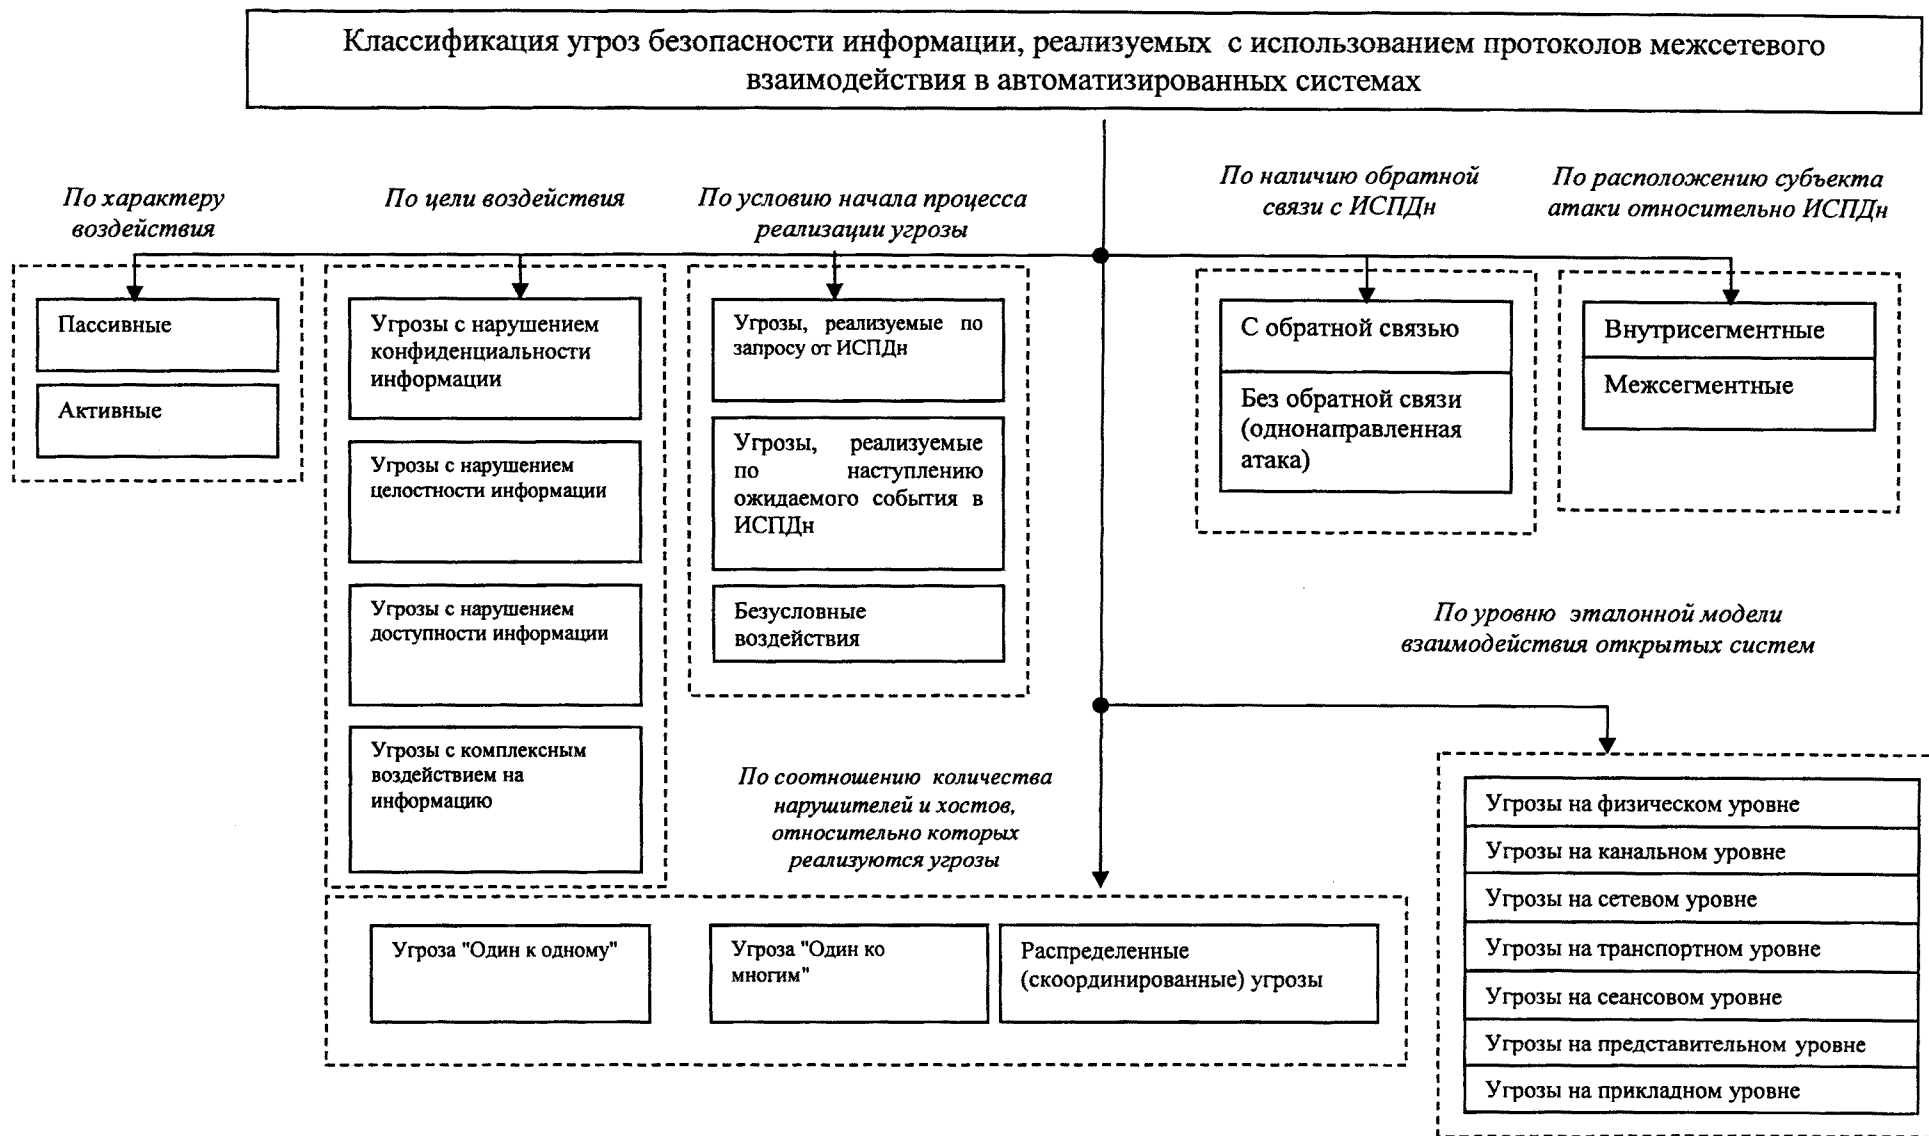 Классификация угроз безопасности информации, реализуемых с использованием протоколов межсетевого
взаимодействия в автоматизированных системах
По характеру
воздействия
По цели воздействия
По условию начала процесса
реализации угрозы
По наличию обратной
связи с ИСПДн
По расположению субъекта
атаки относительно ИСПДн
Пассивные
Активные
Угрозы с нарушением
конфиденциальности
информации
Угрозы с нарушением
целостности информации
Угрозы с нарушением
доступности информации
Угрозы с комплексным
воздействием на
информацию
Угрозы, реализуемые по
запросу от ИСПДн
Угрозы, реализуемые
по наступлению
ожидаемого события в
ИСПДн
Безусловные
воздействия
С обратной связью
Без обратной связи
(однонаправленная
атака)
Внутрисегментные
Межсегментные
По уровню эталонной модели
взаимодействия открытых систем
По соотношению количества
нарушителей и хостов,
относительно которых
реализуются угрозы
Угроза "Один к одному"
Угроза "Один ко
многим"
Распределенные
(скоординированные) угрозы
Угрозы на физическом уровне
Угрозы на канальном уровне
Угрозы на сетевом уровне
Угрозы на транспортном уровне
Угрозы на сеансовом уровне
Угрозы на представительном уровне
Угрозы на прикладном уровне